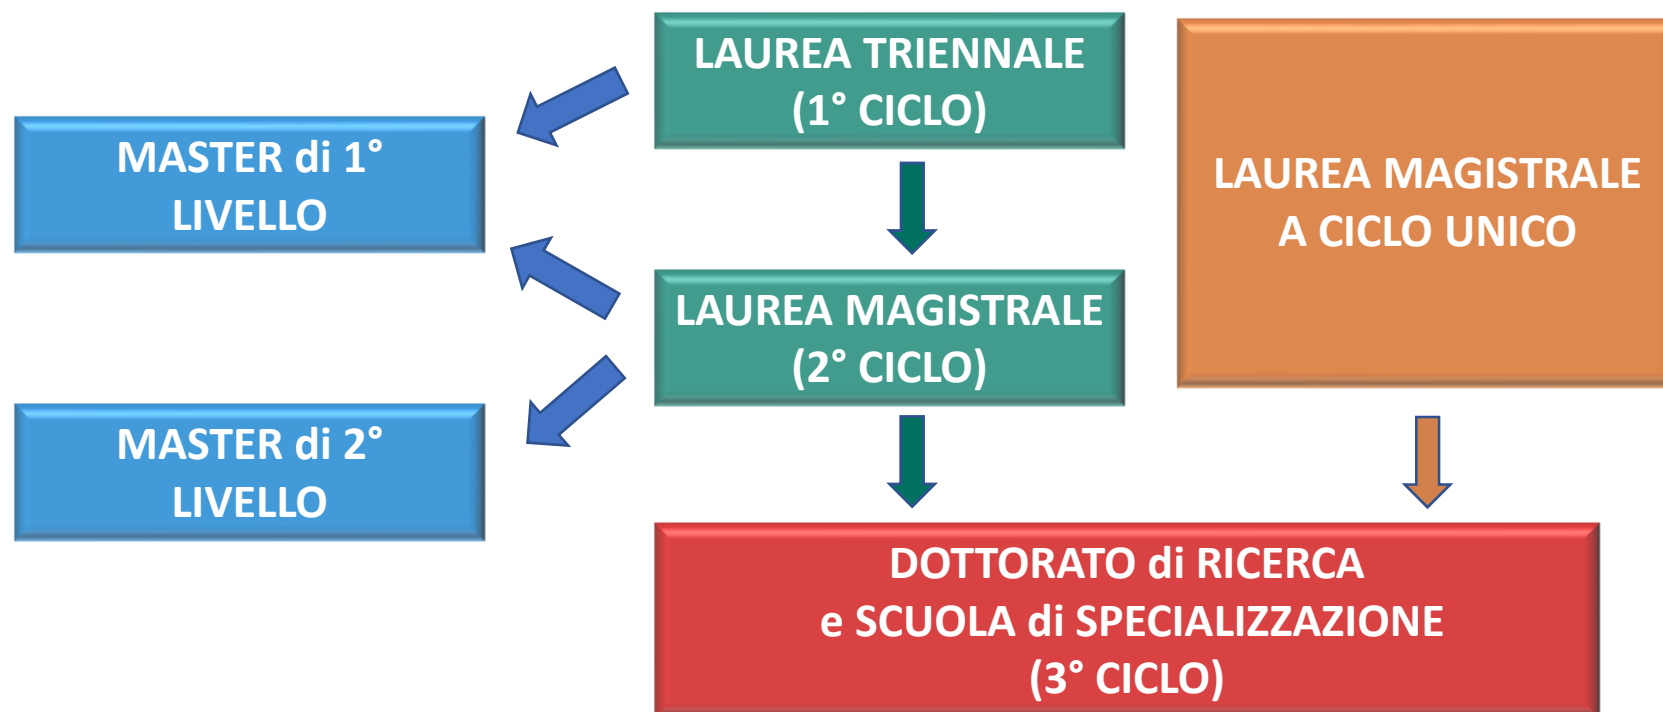 LAUREA TRIENNALE
(1° CICLO)
MASTER di 1°
LIVELLO
LAUREA MAGISTRALE
A CICLO UNICO
LAUREA MAGISTRALE
(2° CICLO)
MASTER di 2°
LIVELLO
DOTTORATO di RICERCA
e SCUOLA di SPECIALIZZAZIONE
(3° CICLO)